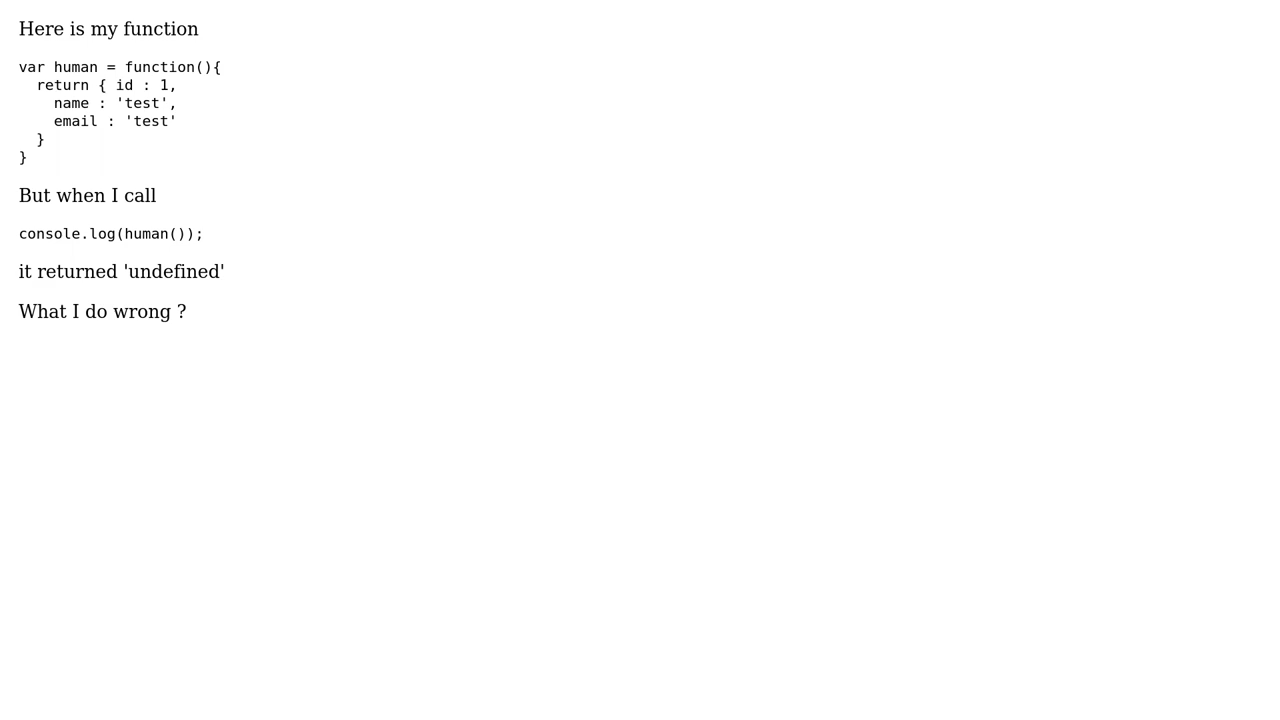 Here is my function
var human = function(){
  return { id : 1,
    name : 'test',
    email : 'test'
  }
}
But when I call
console.log(human());
it returned 'undefined'
What I do wrong ?